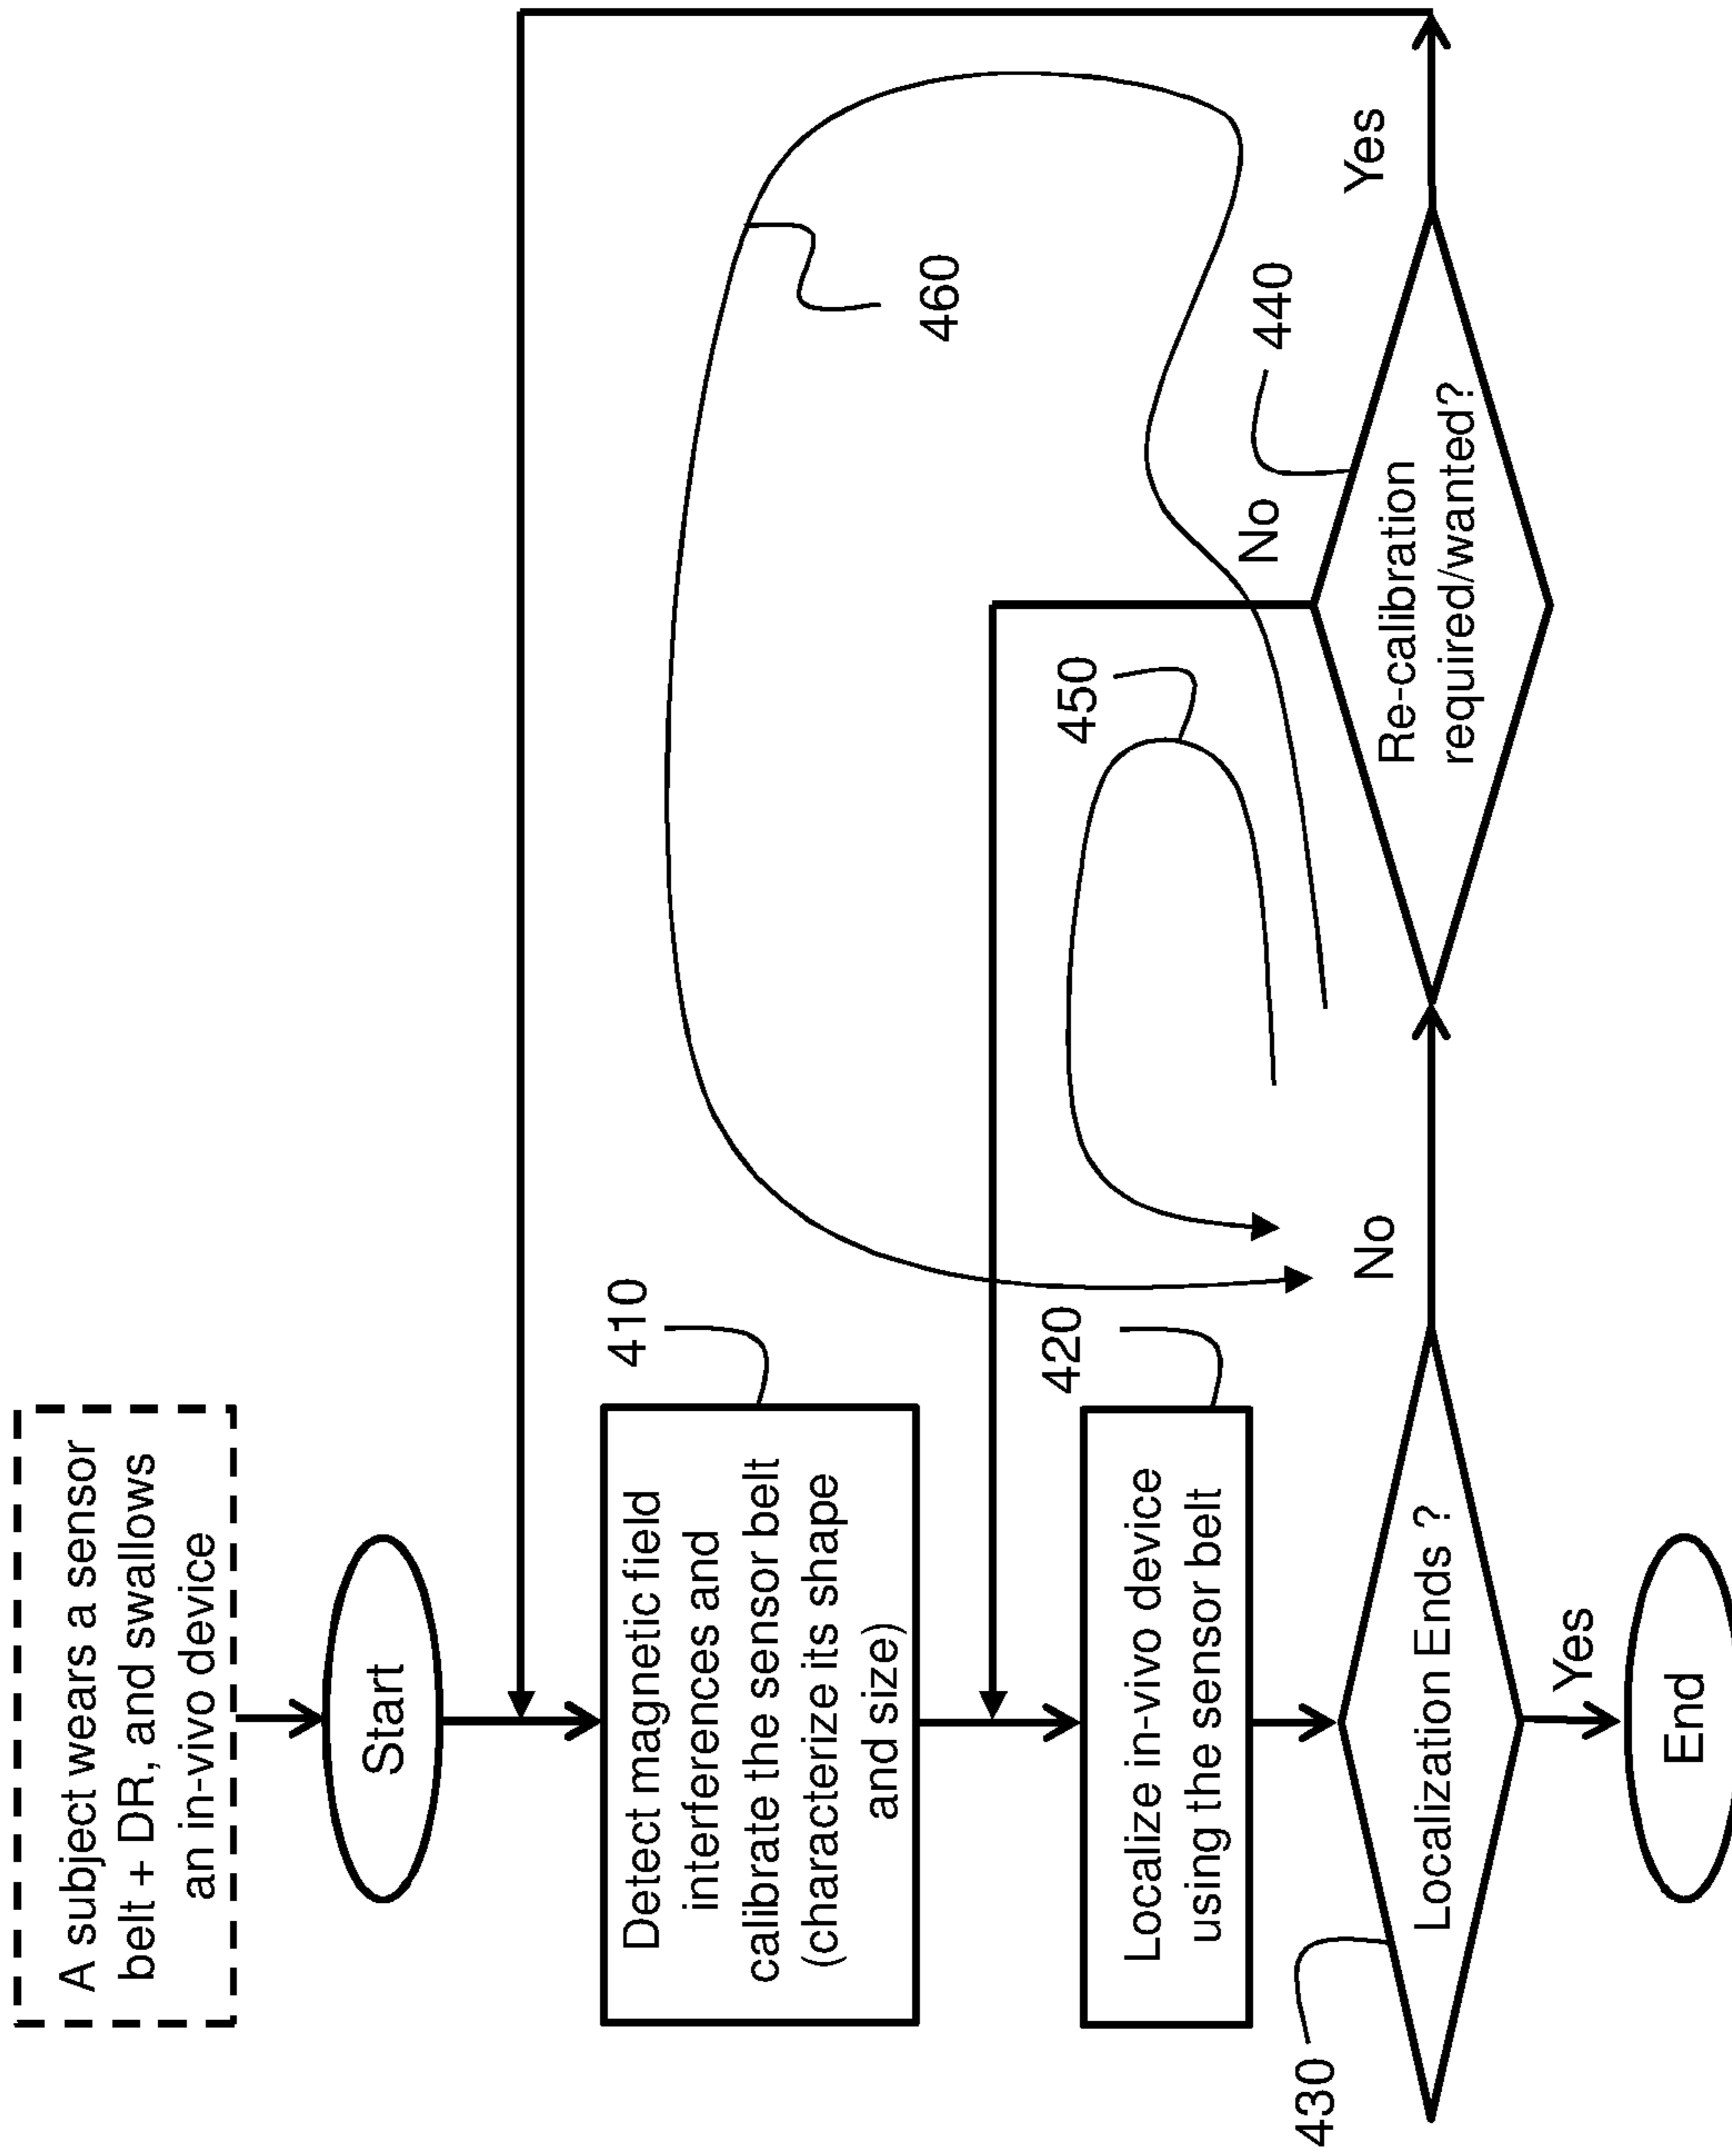 A subject wears a sensor
belt + DR, and swallows
an in-vivo device
Start
410
Detect magnetic field
interferences and
calibrate the sensor belt
(characterize its shape
and size)
460
420
Localize in-vivo device
using the sensor belt
450
430
Localization Ends ?
No
No
440
Re-calibration
required/wanted?
Yes
Yes
End